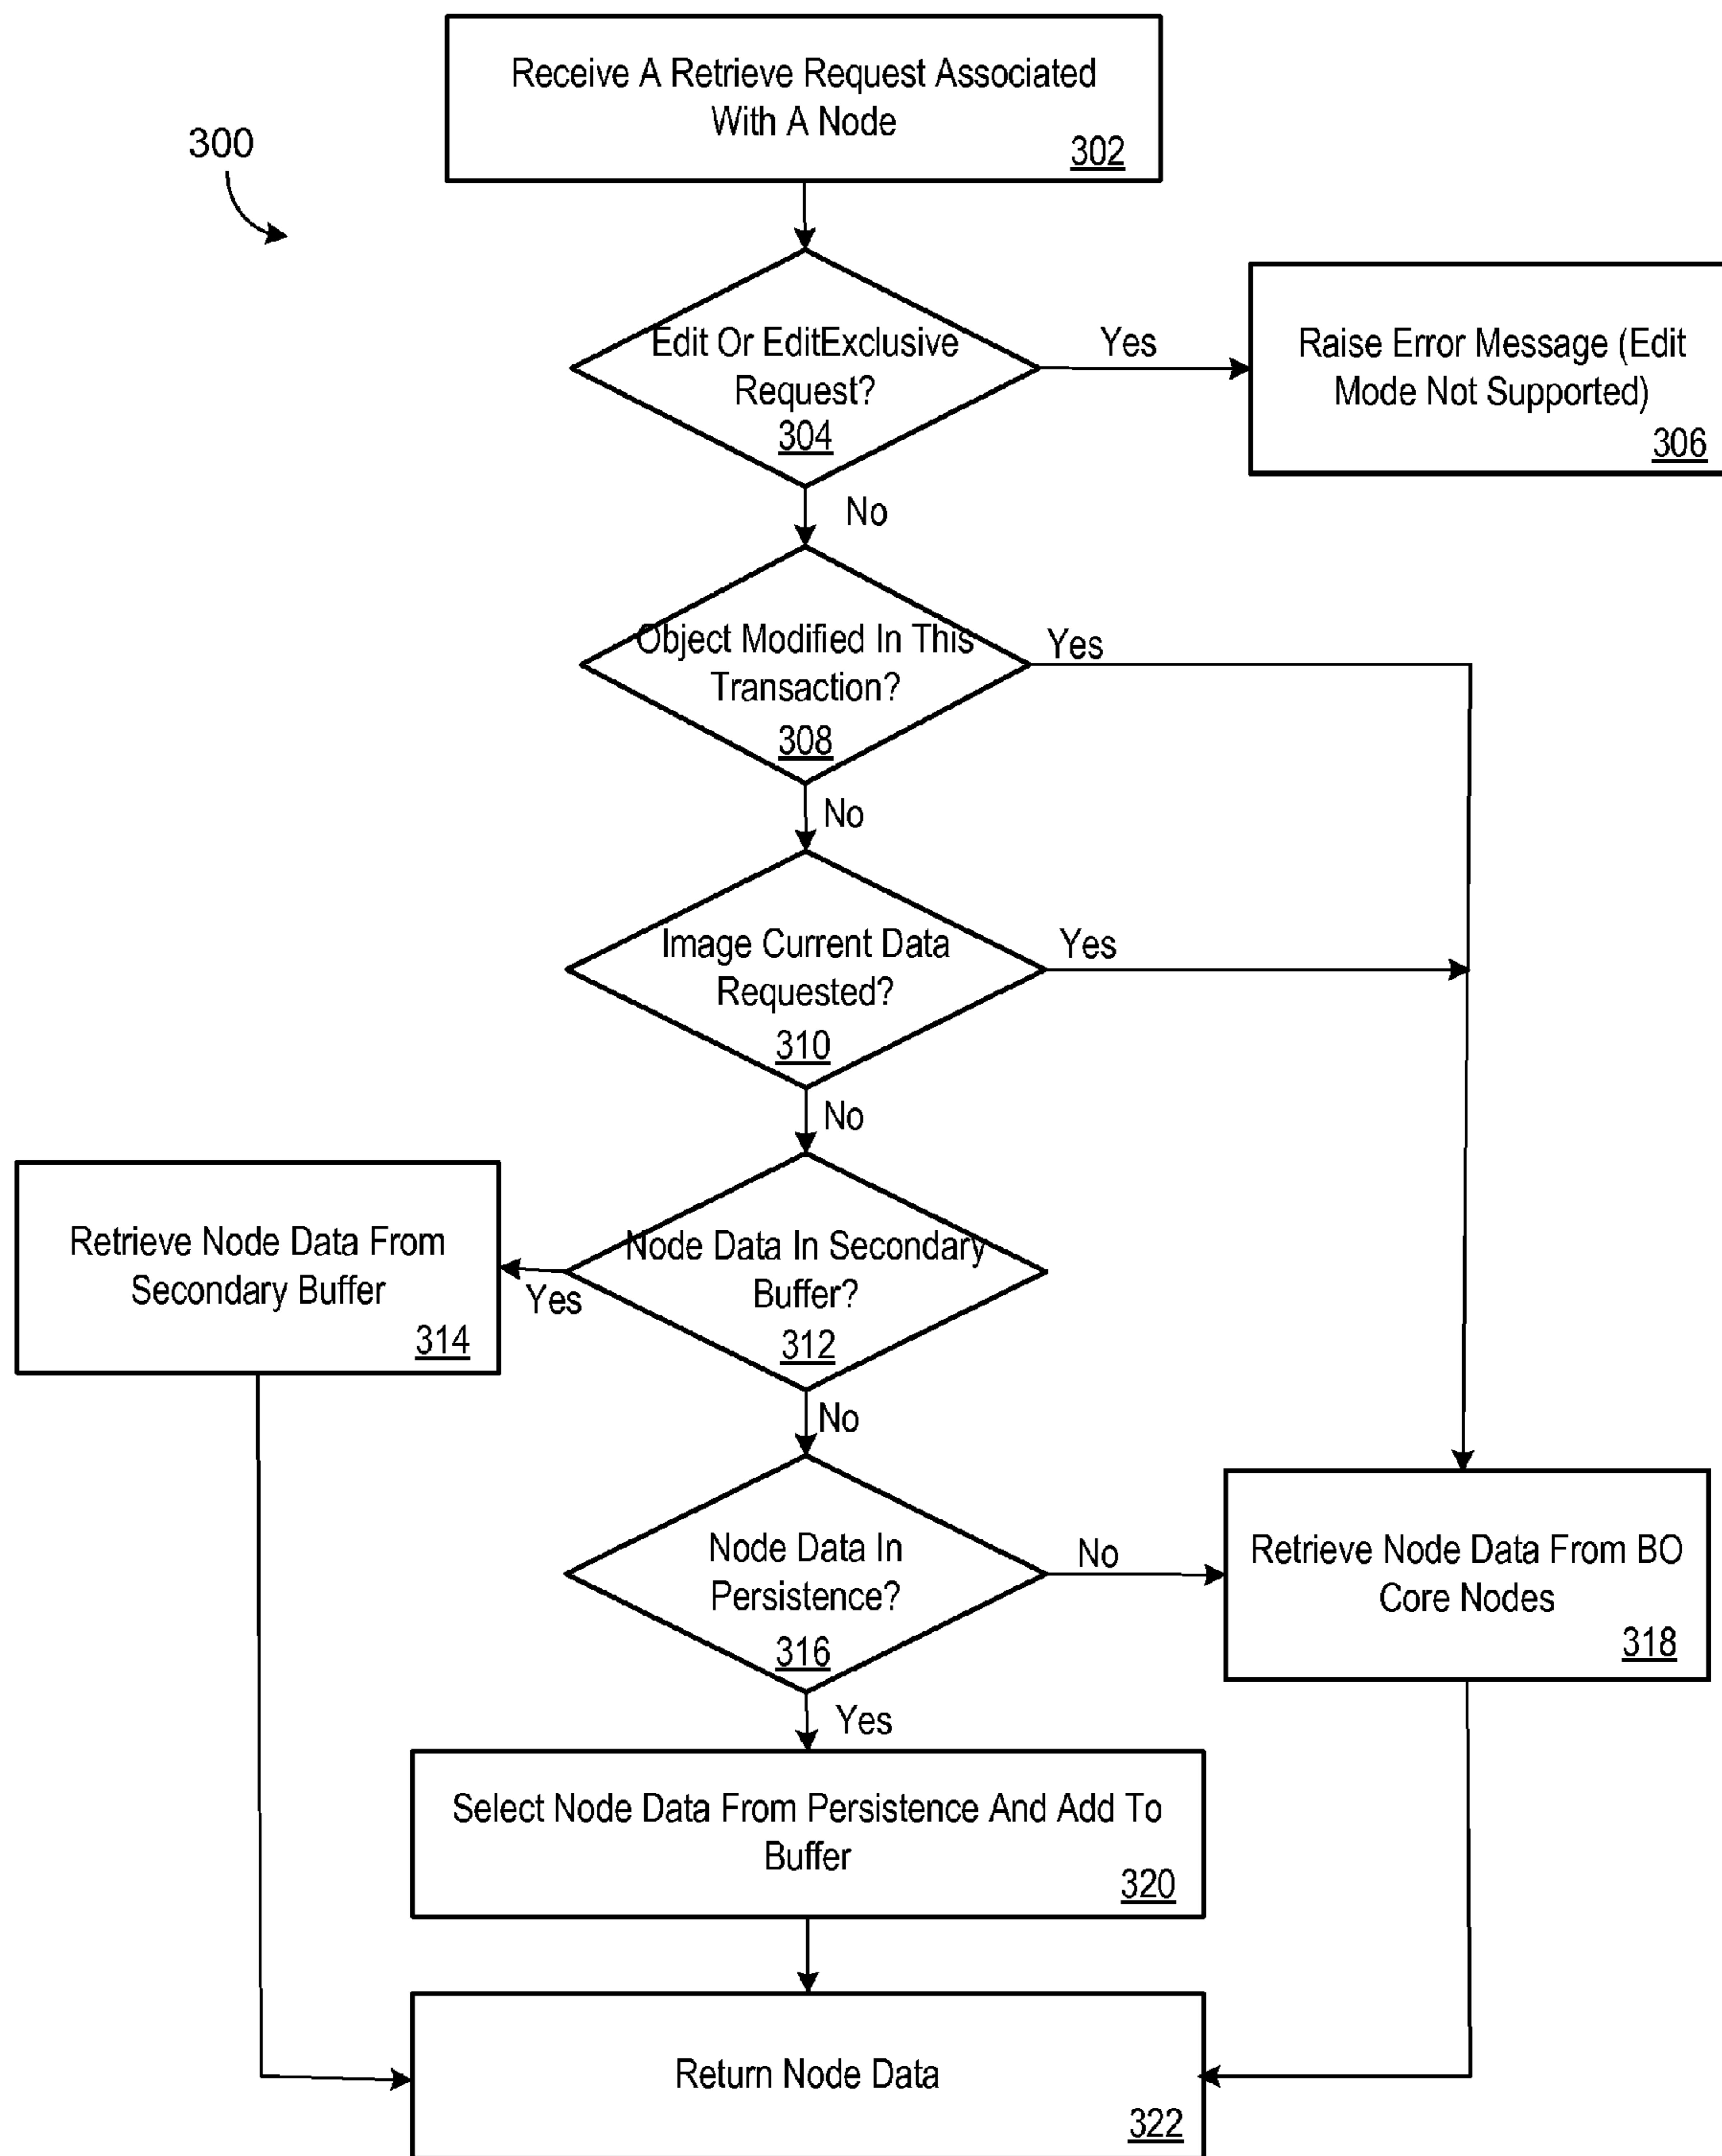 Receive A Retrieve Request Associated
With A Node
302
300
Edit Or EditExclusive
Request?
304
Yes
Raise Error Message (Edit
Mode Not Supported)
306
No
Object Modified In This
Transaction?
308
Yes
No
Image Current Data
Requested?
310
Yes
No
Retrieve Node Data From
Secondary Buffer
314
Yes
Node Data In Secondary
Buffer?
312
No
Node Data In
Persistence?
316
No
Retrieve Node Data From BO
Core Nodes
318
Yes
Select Node Data From Persistence And Add To
Buffer
320
Return Node Data
322